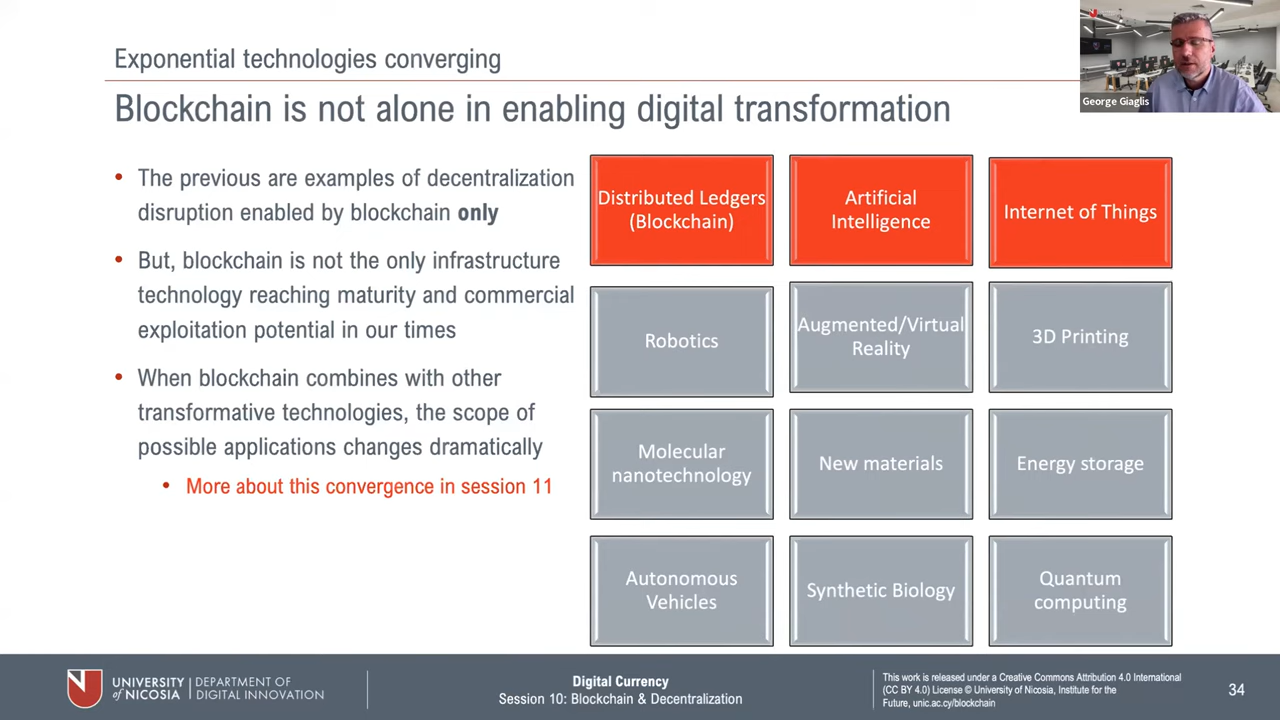 Exponential technologies converging
Blockchain is not alone in enabling digital transformation
George Giaglis
• The previous are examples of decentralization
disruption enabled by blockchain only
• But, blockchain is not the only infrastructure
technology reaching maturity and commercial
exploitation potential in our times
• When blockchain combines with other
transformative technologies, the scope of
possible applications changes dramatically
• More about this convergence in session 11
Distributed Ledgers
(Blockchain)
Artificial
Intelligence
Internet of Things
Robotics
Augmented/Virtual
Reality
3D Printing
Molecular
nanotechnology
New materials
Energy storage
Autonomous
Vehicles
Synthetic Biology
Quantum
computing
UNIVERSITY
of NICOSIA
DEPARTMENT OF
DIGITAL INNOVATION
Digital Currency
Session 10: Blockchain & Decentralization
This work is released under a Creative Commons Attribution 4.0 International
(CC BY 4.0) License © University of Nicosia, Institute for the
Future, unic.ac.cy/blockchain
34